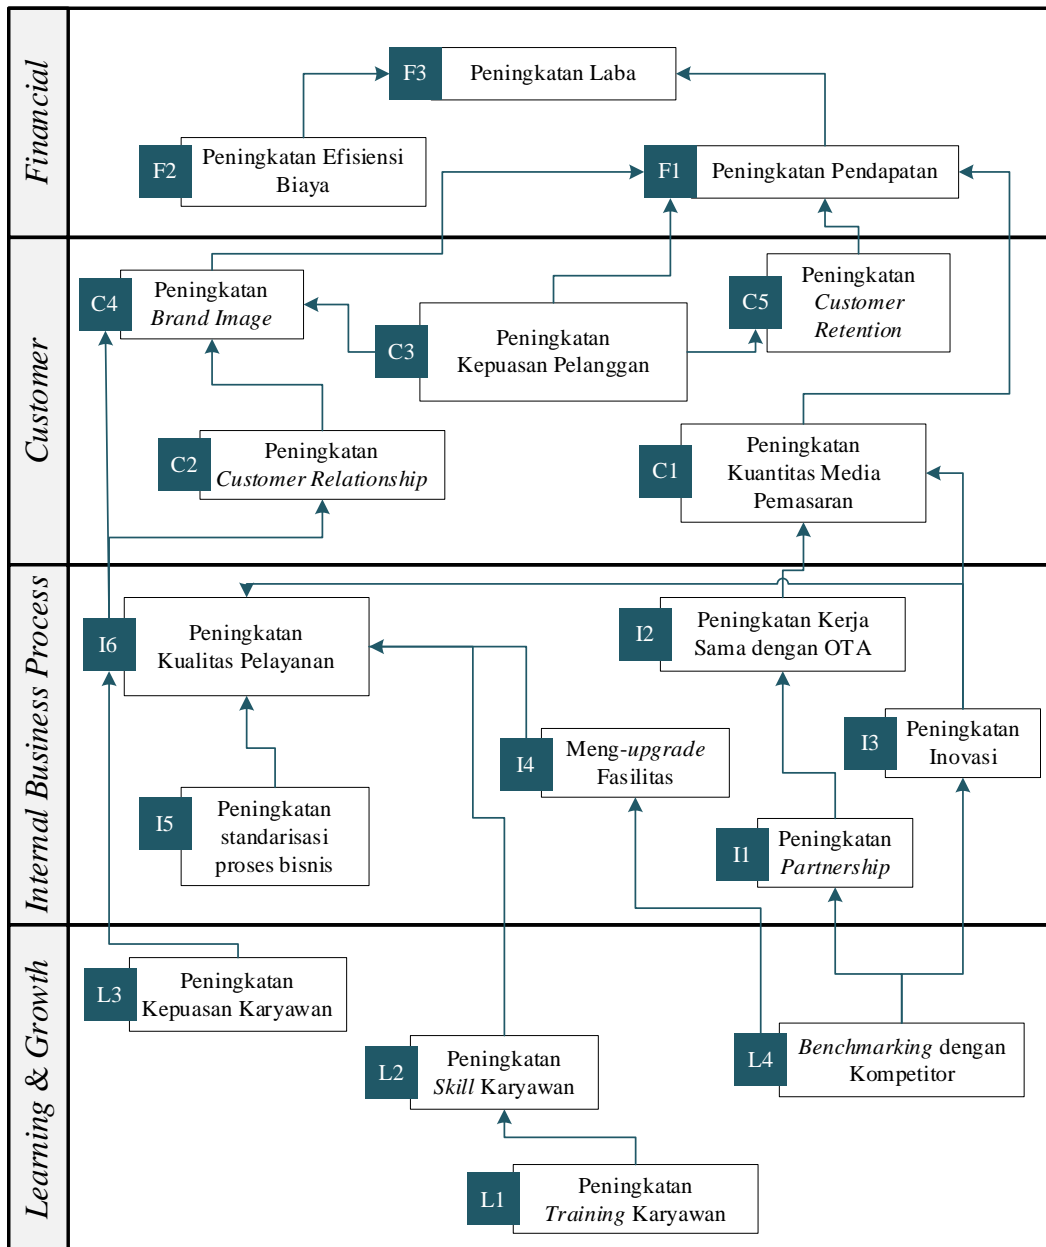 Financial
F3
Peningkatan Laba
F2
Peningkatan Efisiensi
Biaya
F1
Peningkatan Pendapatan
Customer
C4
Peningkatan
Brand Image
C3
Peningkatan
Kepuasan Pelanggan
C5
Peningkatan
Customer
Retention
C2
Peningkatan
Customer Relationship
C1
Peningkatan
Kuantitas Media
Pemasaran
Internal Business Process
I6
Peningkatan
Kualitas Pelayanan
I2
Peningkatan Kerja
Sama dengan OTA
I4
Meng-upgrade
Fasilitas
I3
Peningkatan
Inovasi
I5
Peningkatan
standarisasi
proses bisnis
I1
Peningkatan
Partnership
Learning & Growth
L3
Peningkatan
Kepuasan Karyawan
L2
Peningkatan
Skill Karyawan
L4
Benchmarking dengan
Kompetitor
L1
Peningkatan
Training Karyawan